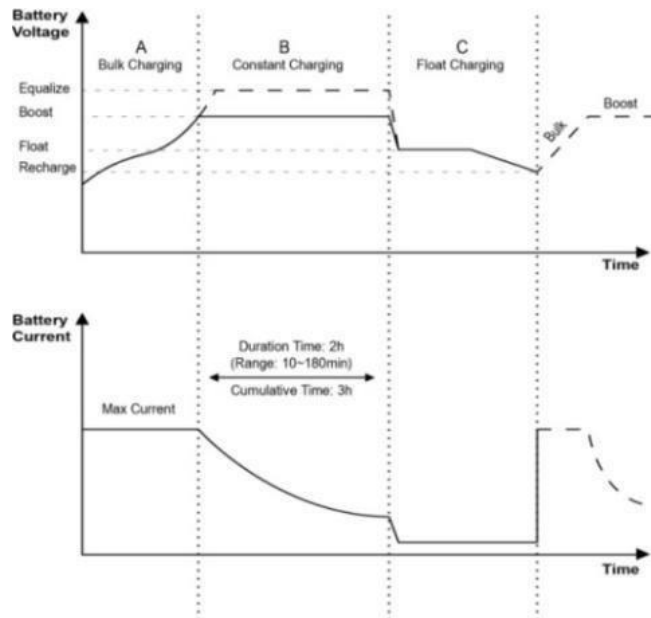 Battery
Voltage
A
Bulk Charging
B
Constant Charging
C
Float Charging
Equalize
Boost
Float
Recharge
Bulk
Boost
Time
Battery
Current
Duration Time: 2h
(Range: 10~180min)
Cumulative Time: 3h
Max Current
Time